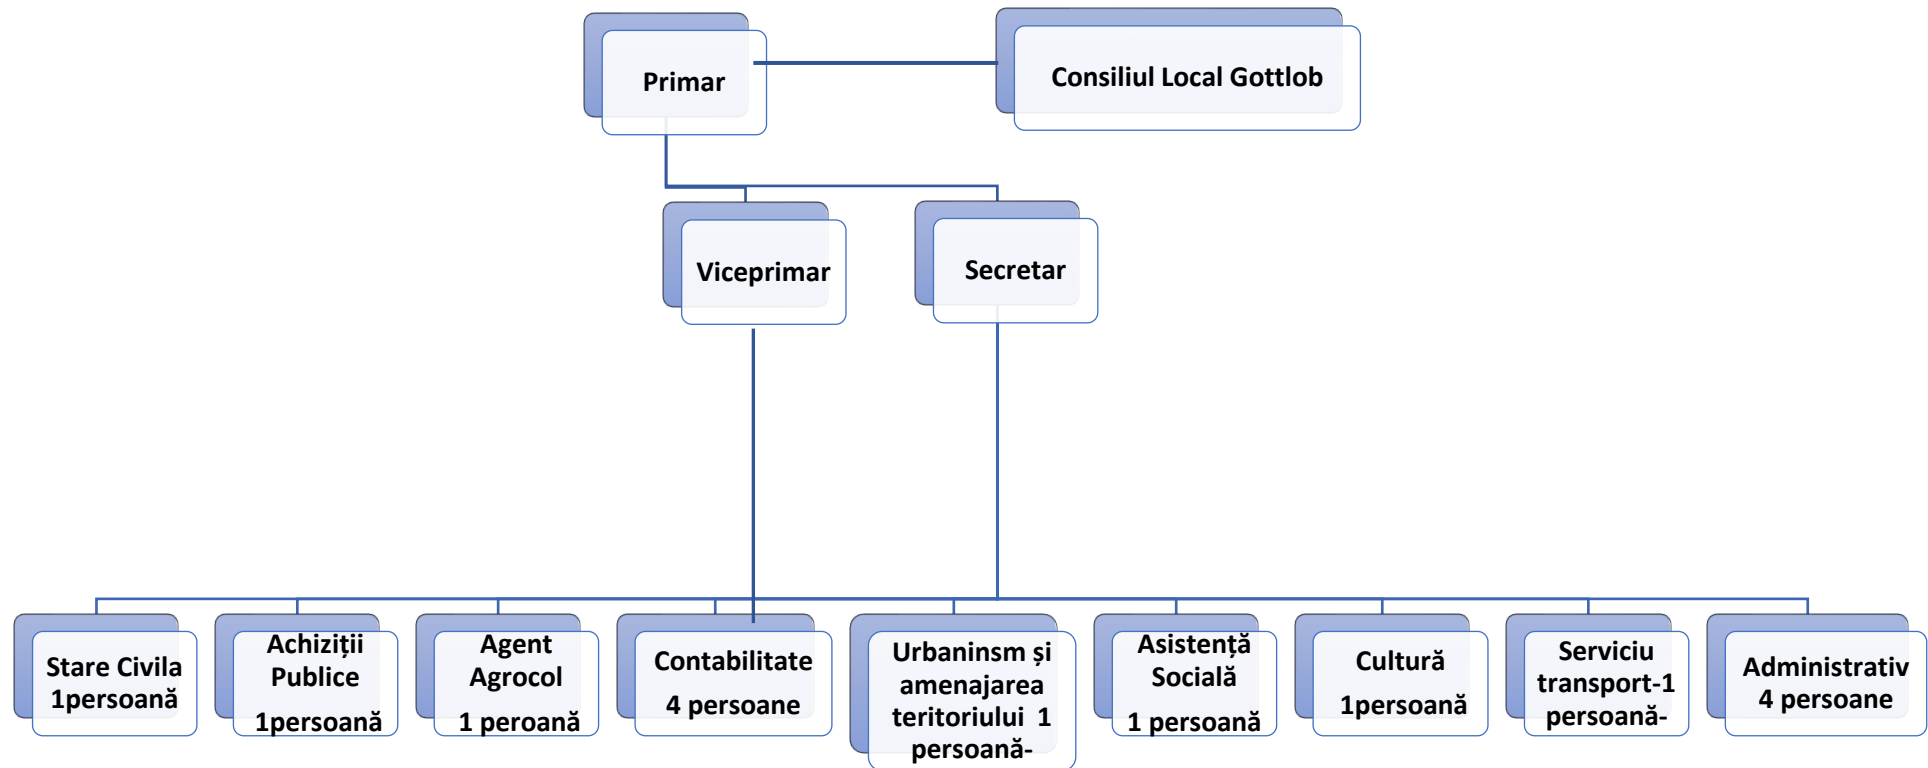 Primar
Consiliul Local Gottlob
Viceprimar
Secretar
Stare Civila
1persoană
Achiziții
Publice
1persoană
Agent
Agrocol
1 peroană
Contabilitate
4 persoane
Urbaninsm și
amenajarea
teritoriului 1
persoană-
Asistență
Socială
1 persoană
Cultură
1persoană
Serviciu
transport-1
persoană-
Administrativ
4 persoane